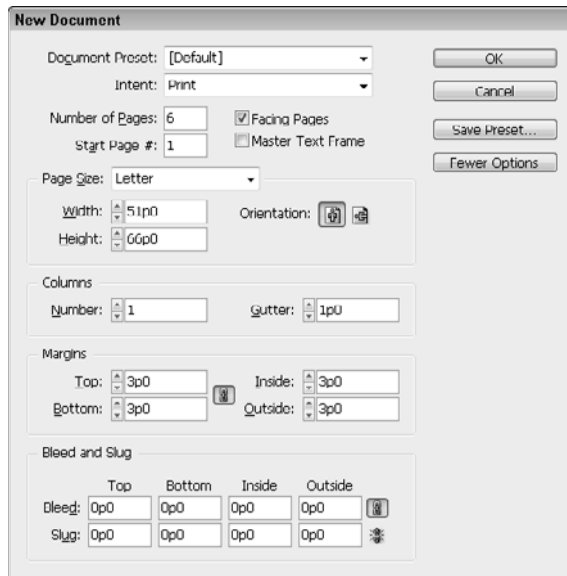 New Document
Document Preset: [Default]
OK
Intent: Print
Cancel
Number of Pages: 6
Facing Pages
Save Preset...
Start Page #: 1
Master Text Frame
Fewer Options
Page Size: Letter
Width: 51p0
Orientation:
Height: 66p0
Columns
Number: 1
Gutter: 1p0
Margins
Top: 3p0
Inside: 3p0
Bottom: 3p0
Outside: 3p0
Bleed and Slug
Top Bottom Inside Outside
Bleed: 0p0 0p0 0p0 0p0
Slug: 0p0 0p0 0p0 0p0